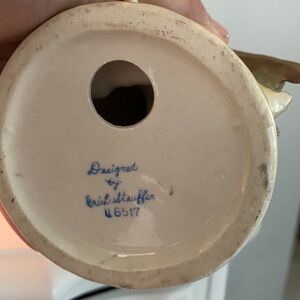 Designed
by
Erich Stauffer
U8517